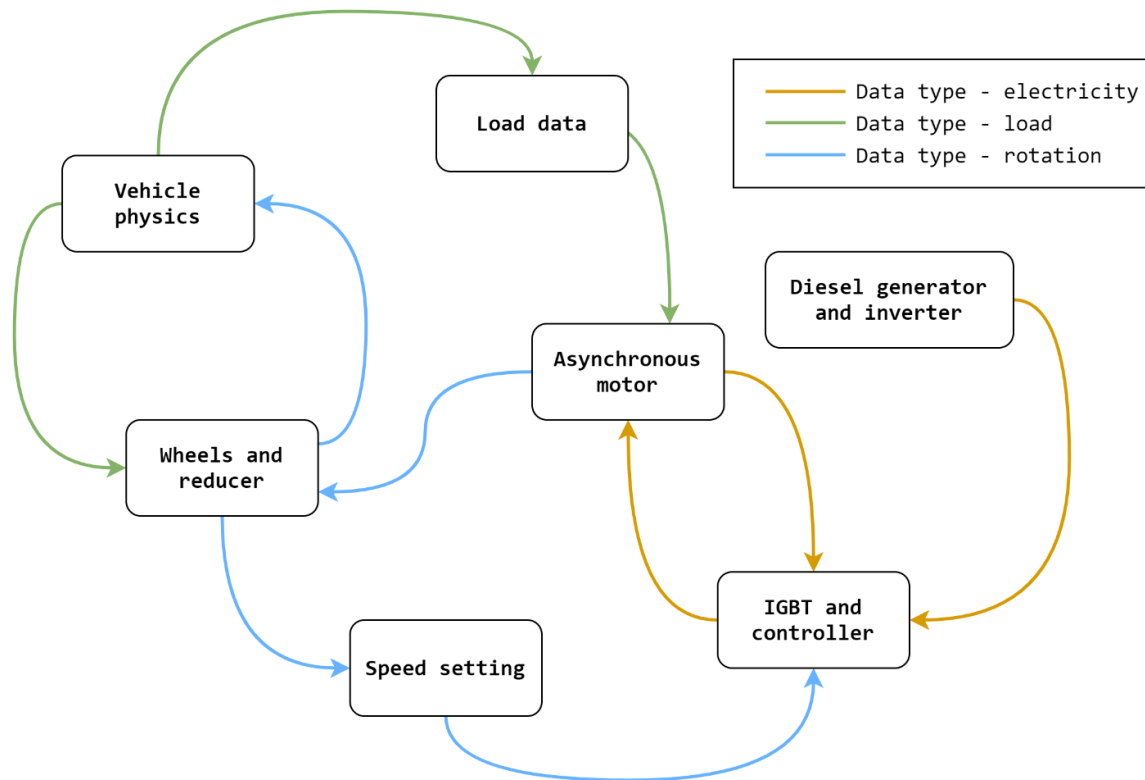 Load data
Data type - electricity
Data type - load
Data type - rotation
Vehicle
physics
Diesel generator
and inverter
Asynchronous
motor
Wheels and
reducer
IGBT and
controller
Speed setting